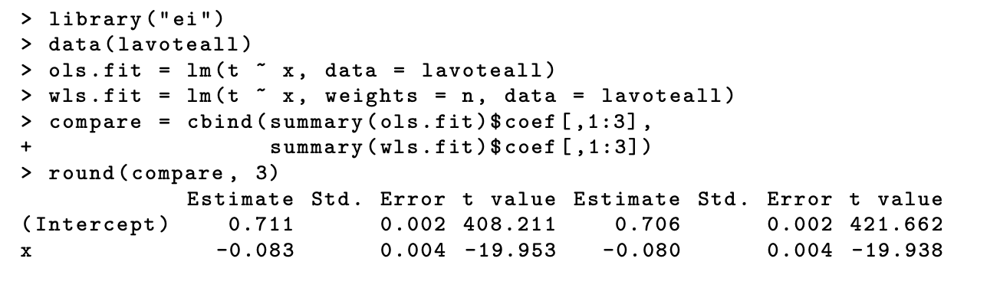 > library("ei")
> data(lavoteall)
> ols.fit = lm(t ~ x, data = lavoteall)
> wls.fit = lm(t ~ x, weights = n, data = lavoteall)
> compare = cbind(summary(ols.fit)$coef[,1:3],
+                 summary(wls.fit)$coef[,1:3])
> round(compare, 3)
            Estimate Std. Error t value Estimate Std. Error t value
(Intercept)    0.711      0.002 408.211    0.706      0.002 421.662
x             -0.083      0.004 -19.953   -0.080      0.004 -19.938